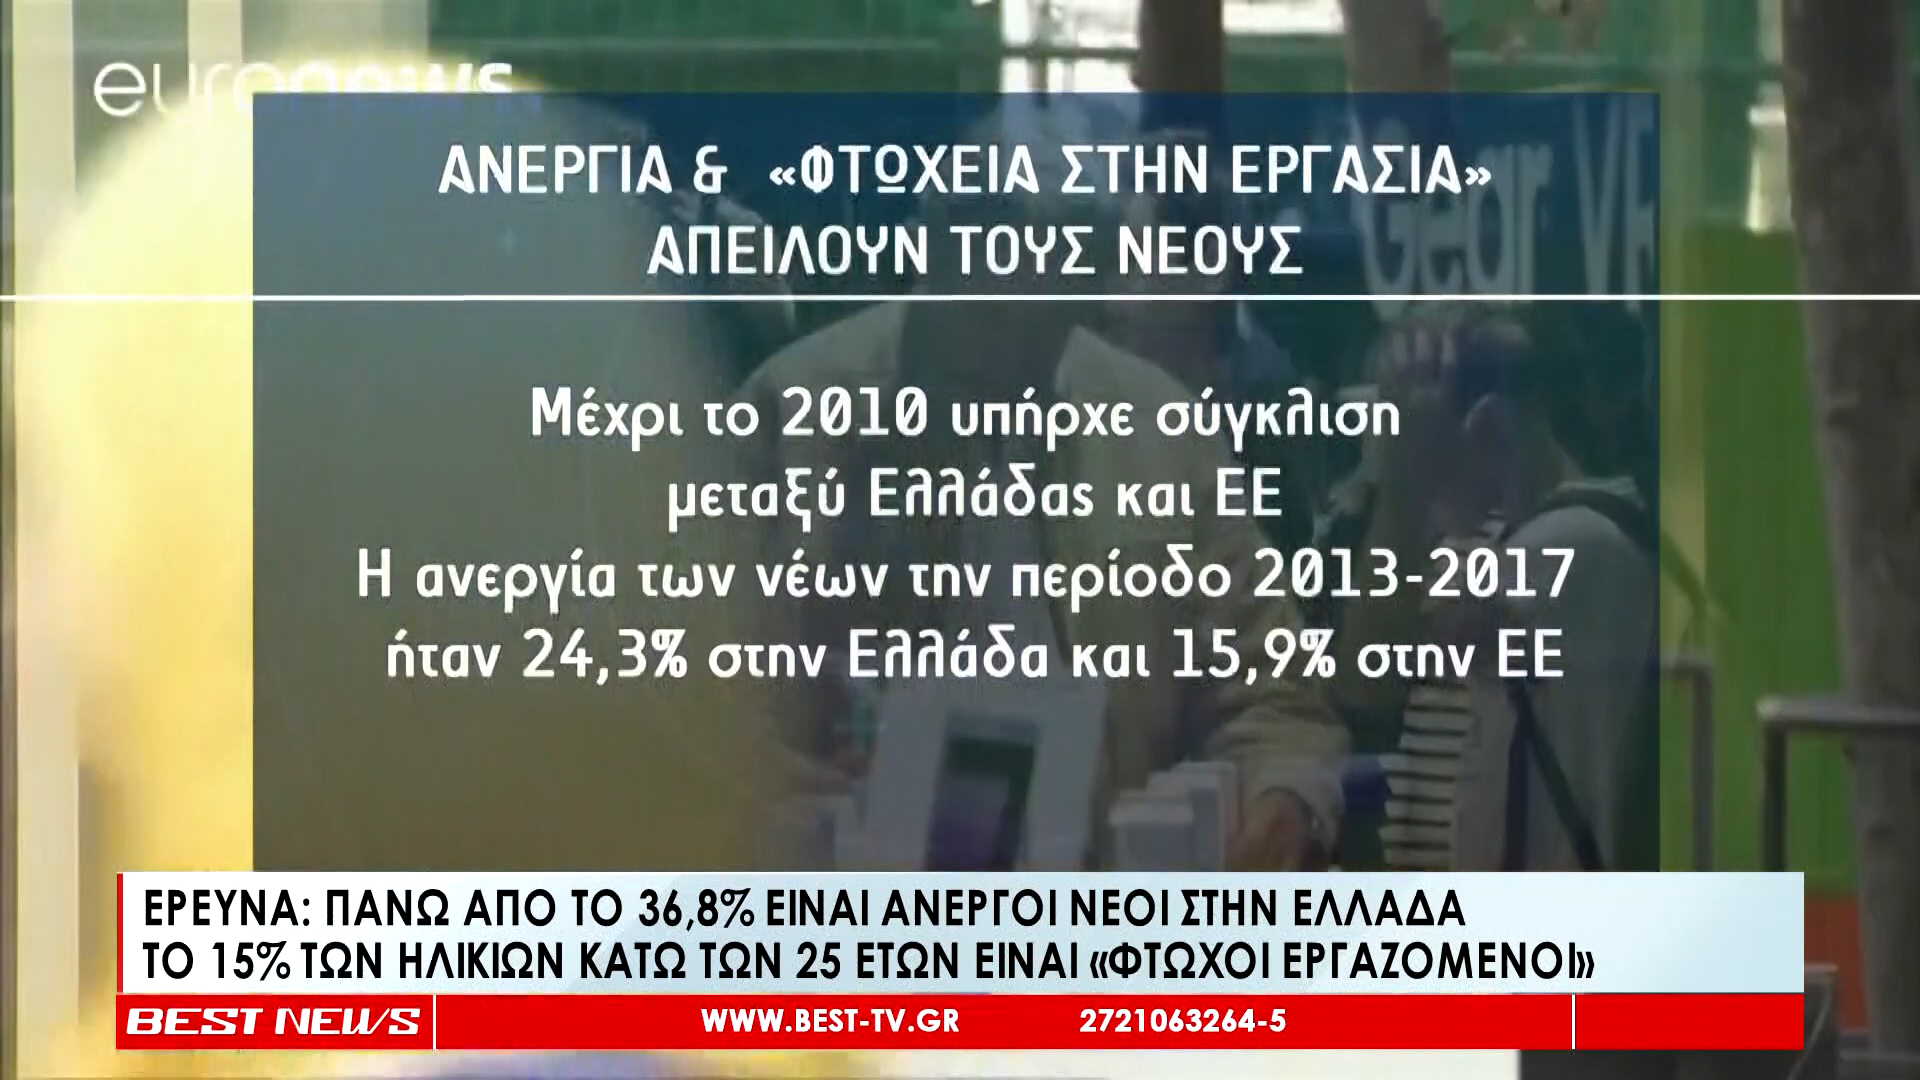 euronews.
ΑΝΕΡΓΙΑ & «ΦΤΩΧΕΙΑ ΣΤΗΝ ΕΡΓΑΣΙΑ»
ΑΠΕΙΛΟΥΝ ΤΟΥΣ ΝΕΟΥΣ
Gear VR
Μέχρι το 2010 υπήρχε σύγκλιση
μεταξύ Ελλάδας και ΕΕ
Η ανεργία των νέων την περίοδο 2013-2017
ήταν 24,3% στην Ελλάδα και 15,9% στην ΕΕ
ΕΡΕΥΝΑ: ΠΑΝΩ ΑΠΟ ΤΟ 36,8% ΕΙΝΑΙ ΑΝΕΡΓΟΙ ΝΕΟΙ ΣΤΗΝ ΕΛΛΑΔΑ
ΤΟ 15% ΤΩΝ ΗΛΙΚΙΩΝ ΚΑΤΩ ΤΩΝ 25 ΕΤΩΝ ΕΙΝΑΙ «ΦΤΩΧΟΙ ΕΡΓΑΖΟΜΕΝΟΙ»
BEST NEWS WWW.BEST-TV.GR 2721063264-5